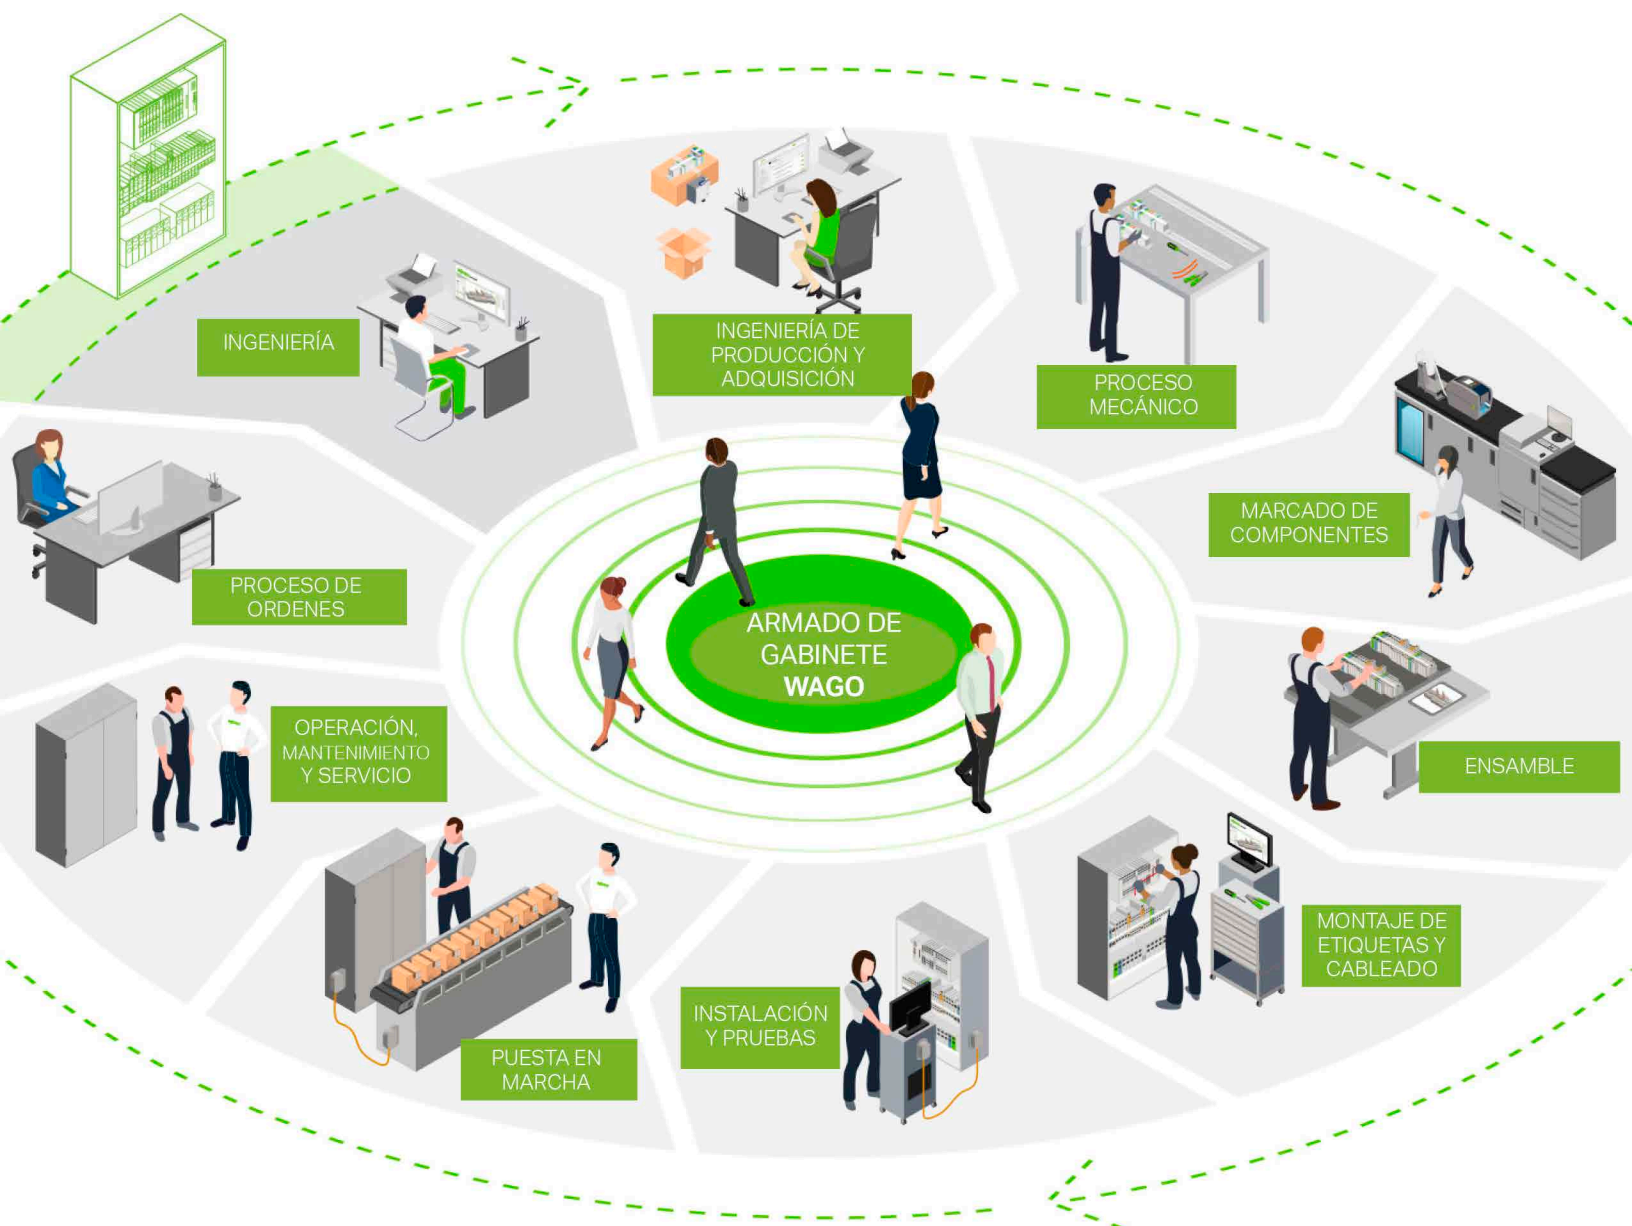 INGENIERÍA
INGENIERÍA DE
PRODUCCIÓN Y
ADQUISICIÓN
PROCESO
MECÁNICO
MARCADO DE
COMPONENTES
PROCESO DE
ORDENES
ARMADO DE
GABINETE
WAGO
OPERACIÓN,
MANTENIMIENTO
Y SERVICIO
ENSAMBLE
MONTAJE DE
ETIQUETAS Y
CABLEADO
INSTALACIÓN
Y PRUEBAS
PUESTA EN
MARCHA